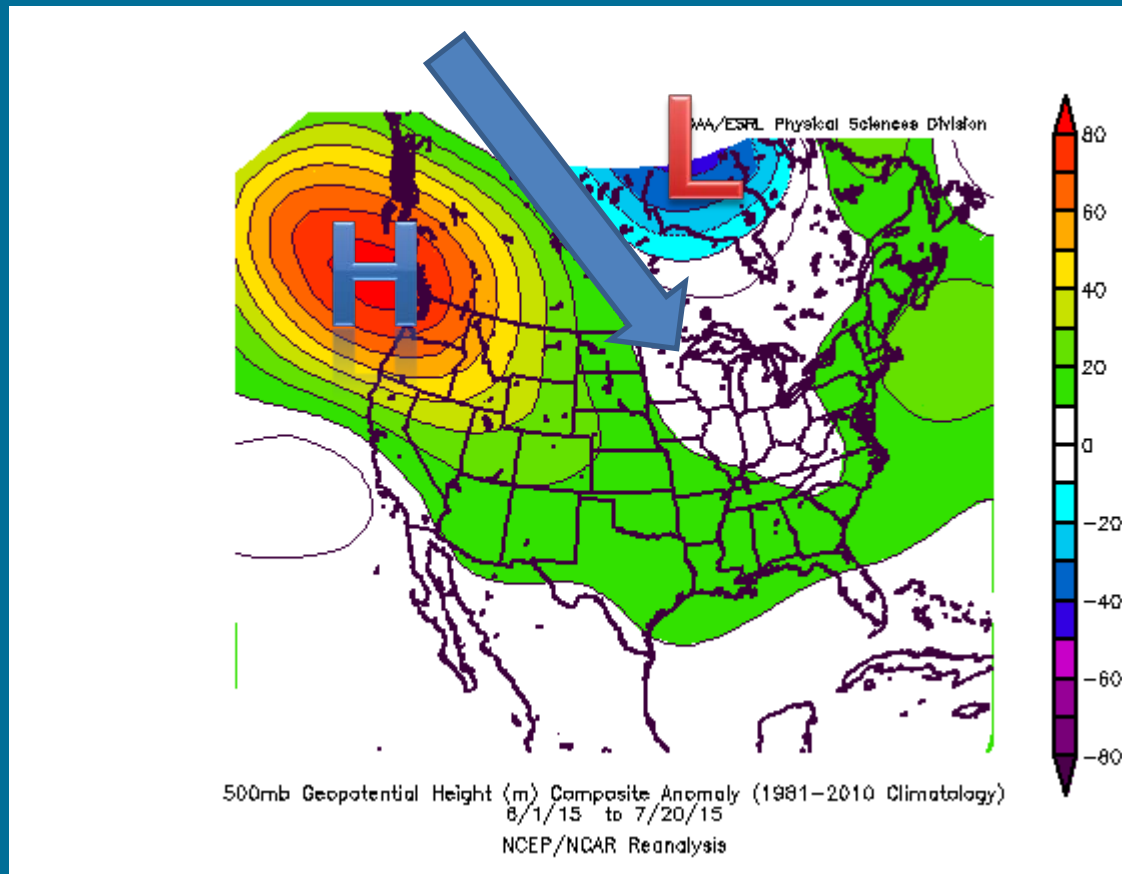 L
AA/ESRL Physical Sciences Division
H
80
60
40
20
0
-20
-40
-60
-80
500mb Geopotential Height (m) Composite Anomaly (1981-2010 Climatology)
6/1/15 to 7/20/15
NCEP/NCAR Reanalysis